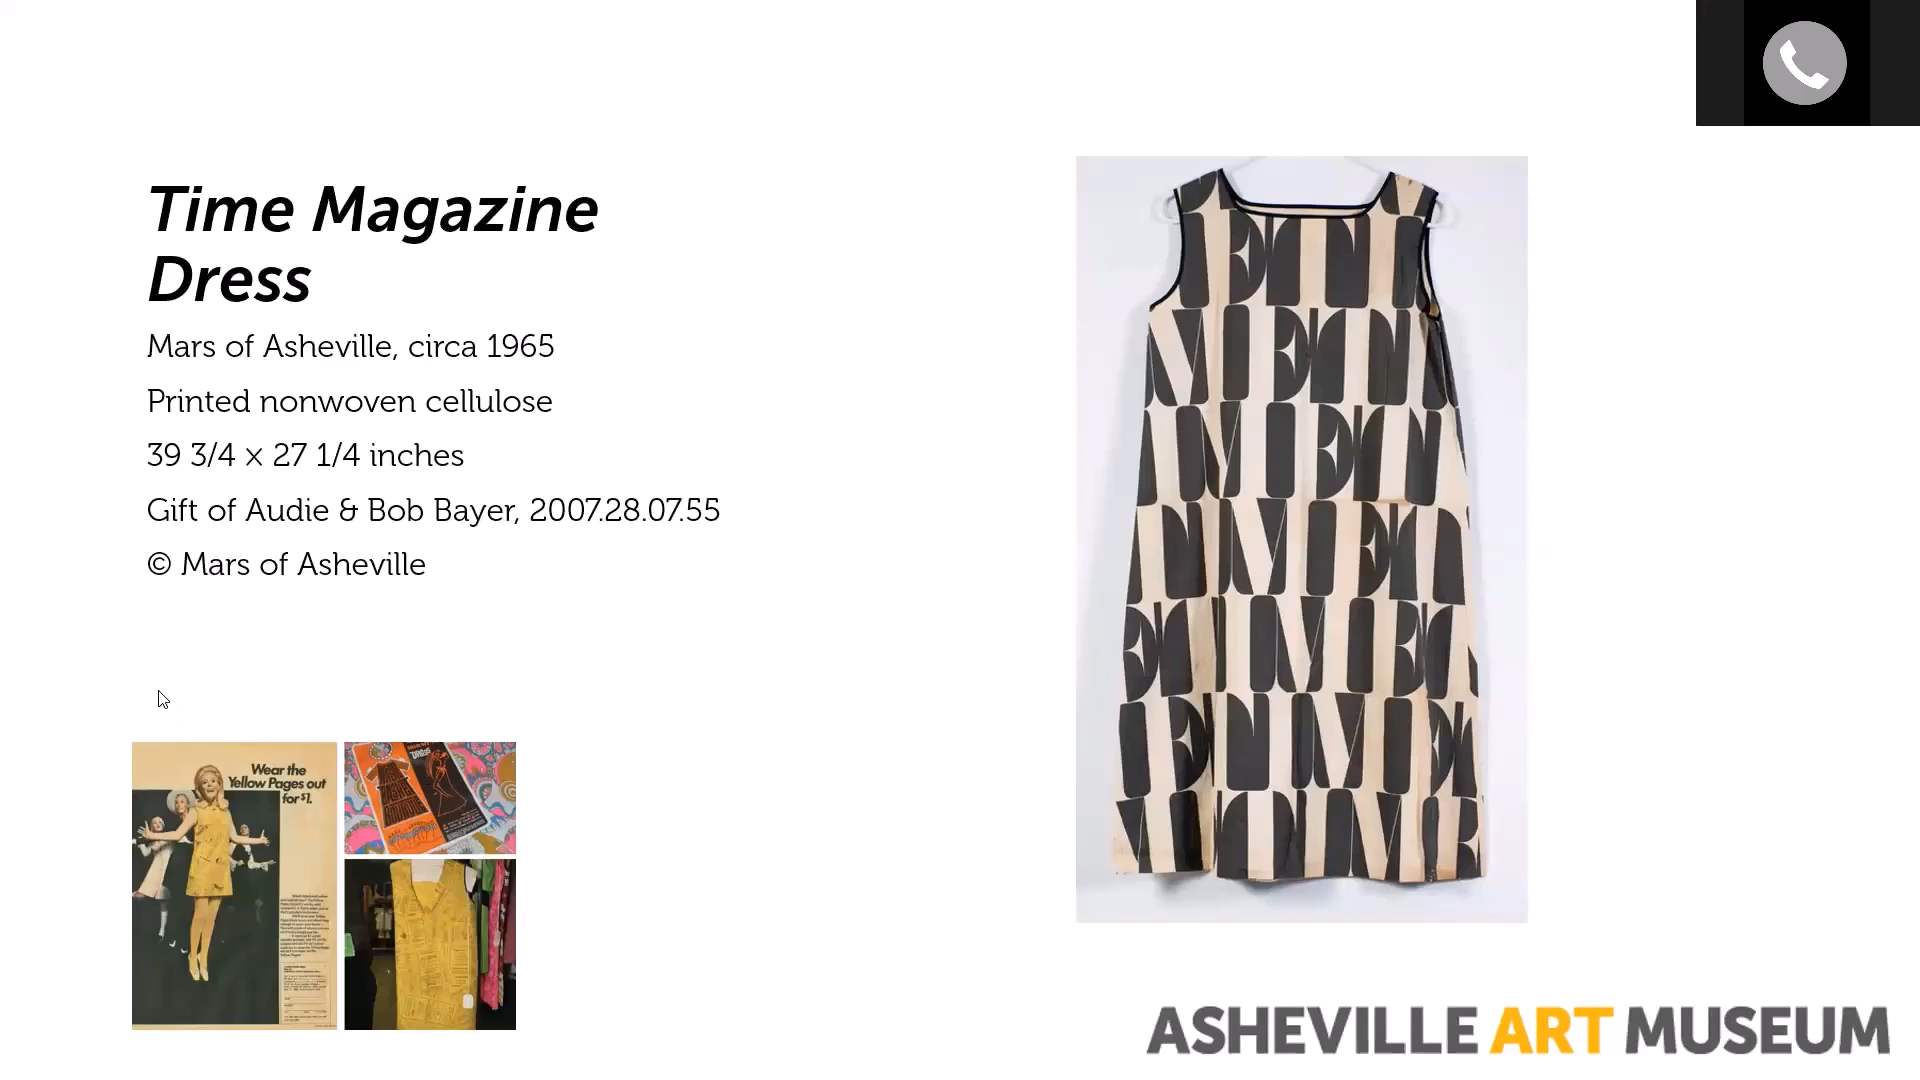 Time Magazine
Dress
Mars of Asheville, circa 1965
Printed nonwoven cellulose
39 3/4 × 27 1/4 inches
Gift of Audie & Bob Bayer, 2007.28.07.55
© Mars of Asheville
Wear the
Yellow Pages out
for $1.
ASHEVILLE ART MUSEUM